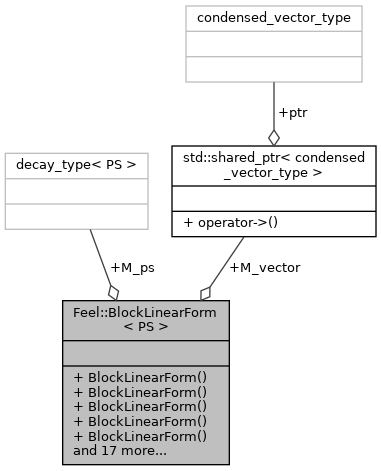 condensed_vector_type
+ptr
decay_type< PS >
std::shared_ptr< condensed
_vector_type >
+ operator->()
+M_ps
+M_vector
Feel::BlockLinearForm
< PS >
+ BlockLinearForm()
+ BlockLinearForm()
+ BlockLinearForm()
+ BlockLinearForm()
+ BlockLinearForm()
and 17 more...